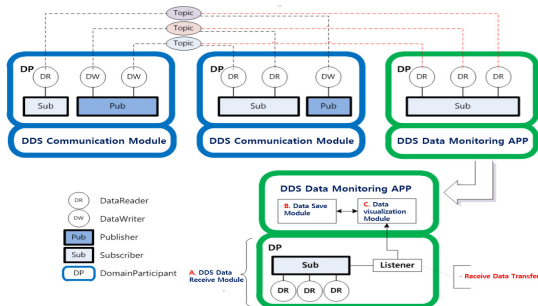 Topic
Topic
Topic
DP
DR
DW
DW
Sub
Pub
DDS Communication Module
DP
DR
DR
DW
Sub
Pub
DDS Communication Module
DP
DR
DR
DR
Sub
DDS Data Monitoring APP
DDS Data Monitoring APP
B. Data Save
Module
C. Data
visualization
Module
DP
A. DDS Data
Receive Module
Sub
Listener
DR
DR
DR
- Receive Data Transfer
DR
DataReader
DW
DataWriter
Pub
Publisher
Sub
Subscriber
DP
DomainParticipant